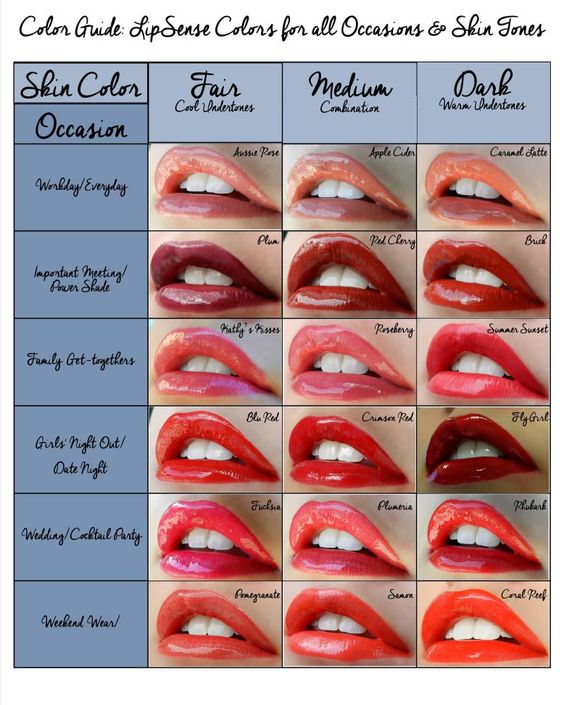 Color Guide: LipSense Colors for all Occasions & Skin Tones
Skin Color
Fair
Cool Undertones
Medium
Combination
Dark
Warm Undertones
Occasion
Workday/Everyday
Aussie Rose
Apple Cider
Caramel Latte
Important Meeting/
Power Shade
Plum
Red Cherry
Brick
Family Get-togethers
Kathy's Kisses
Roseberry
Summer Sunset
Girls' Night Out/
Date Night
Blu Red
Crimson Red
FlyGirl
Wedding/Cocktail Party
Fuchsia
Plumeria
Rhubarb
Weekend Wear/
Pomegranate
Samon
Coral Reef